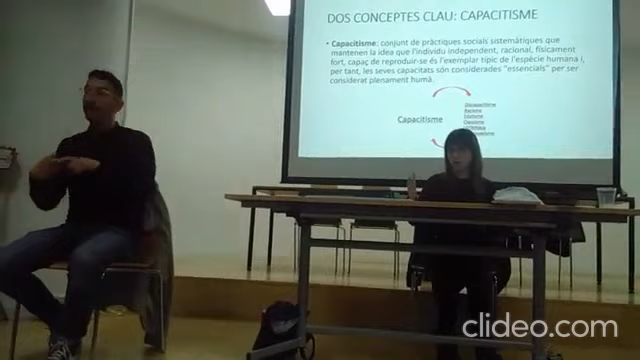 DOS CONCEPTES CLAU: CAPACITISME
• Capacitisme: conjunt de pràctiques socials sistemàtiques que
mantenen la idea que l'individu independent, racional, físicament
fort, capaç de reproduir-se és l'exemplar típic de l'espècie humana i,
per tant, les seves capacitats són considerades "essencials" per ser
considerat plenament humà.
Capacitisme
clideo.com